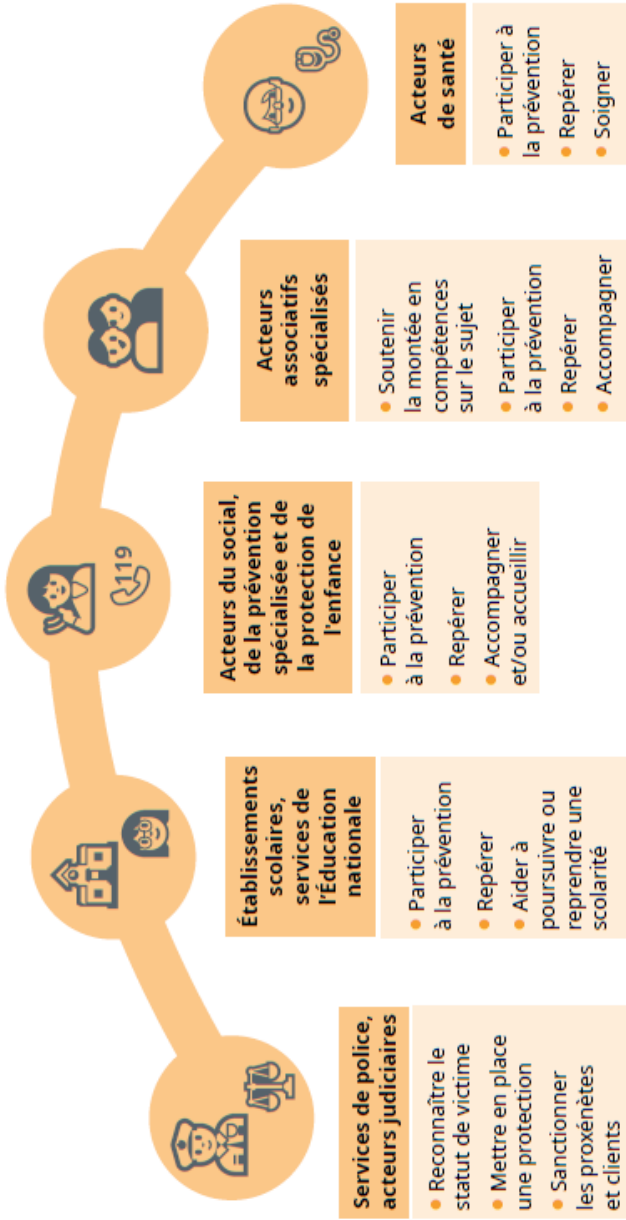 119
Services de police,
acteurs judiciaires
• Reconnaître le
statut de victime
• Mettre en place
une protection
• Sanctionner
les proxénètes
et clients
Établissements
scolaires,
services de
l'Éducation
nationale
• Participer
à la prévention
• Repérer
• Aider à
poursuivre ou
reprendre une
scolarité
Acteurs du social,
de la prévention
spécialisée et de
la protection de
l'enfance
• Participer
à la prévention
• Repérer
• Accompagner
et/ou accueillir
Acteurs
associatifs
spécialisés
• Soutenir
la montée en
compétences
sur le sujet
• Participer
à la prévention
• Repérer
• Accompagner
Acteurs
de santé
• Participer à
la prévention
• Repérer
• Soigner